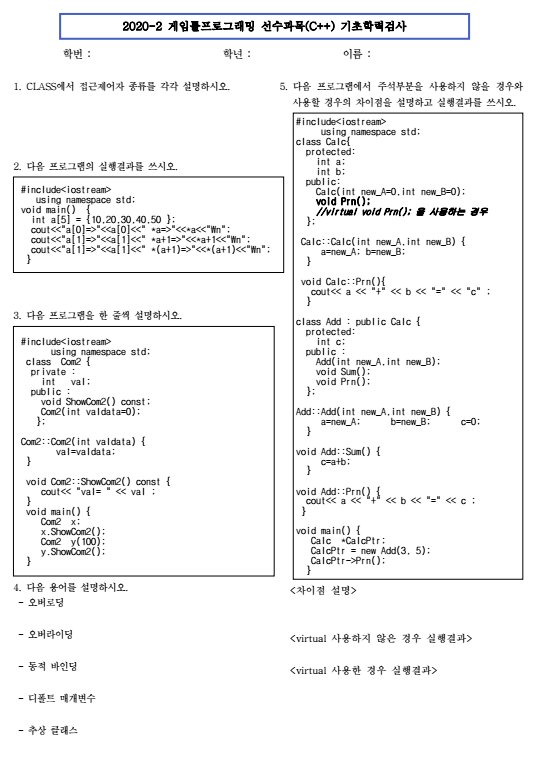 2020-2 게임툴프로그래밍 선수과목(C++) 기초학력검사
학번 : 학년 : 이름 :
1. CLASS에서 접근제어자 종류를 각각 설명하시오.
2. 다음 프로그램의 실행결과를 쓰시오.
#include<iostream>
using namespace std;
void main() {
int a[5] = {10,20,30,40,50 };
cout<<"a[0]=>"<<a[0]<<" *a=>"<<*a<<"₩n";
cout<<"a[1]=>"<<a[1]<<" *a+1=>"<<*a+1<<"₩n";
cout<<"a[1]=>"<<a[1]<<" *(a+1)=>"<<*(a+1)<<"₩n";
}
3. 다음 프로그램을 한 줄씩 설명하시오.
#include<iostream>
using namespace std;
class Com2 {
private :
int val;
public :
void ShowCom2() const;
Com2(int valdata=0);
};
Com2::Com2(int valdata) {
val=valdata;
}
void Com2::ShowCom2() const {
cout<< "val= " << val ;
}
void main() {
Com2 x;
x.ShowCom2();
Com2 y(100);
y.ShowCom2();
}
4. 다음 용어를 설명하시오.
- 오버로딩
- 오버라이딩
- 동적 바인딩
- 디폴트 매개변수
- 추상 클래스
5. 다음 프로그램에서 주석부분을 사용하지 않을 경우와
사용할 경우의 차이점을 설명하고 실행결과를 쓰시오.
#include<iostream>
using namespace std;
class Calc{
protected:
int a;
int b;
public:
Calc(int new_A=0,int new_B=0);
void Prn();
//virtual void Prn(); 을 사용하는 경우
};
Calc::Calc(int new_A,int new_B) {
a=new_A; b=new_B;
}
void Calc::Prn(){
cout<< a << "+" << b << "=" << "c" ;
}
class Add : public Calc {
protected:
int c;
public :
Add(int new_A,int new_B);
void Sum();
void Prn();
};
Add::Add(int new_A,int new_B) {
a=new_A; b=new_B; c=0;
}
void Add::Sum() {
c=a+b;
}
void Add::Prn() {
cout<< a << "+" << b << "=" << c ;
}
void main() {
Calc *CalcPtr;
CalcPtr = new Add(3, 5);
CalcPtr->Prn();
}
<차이점 설명>
<virtual 사용하지 않은 경우 실행결과>
<virtual 사용한 경우 실행결과>